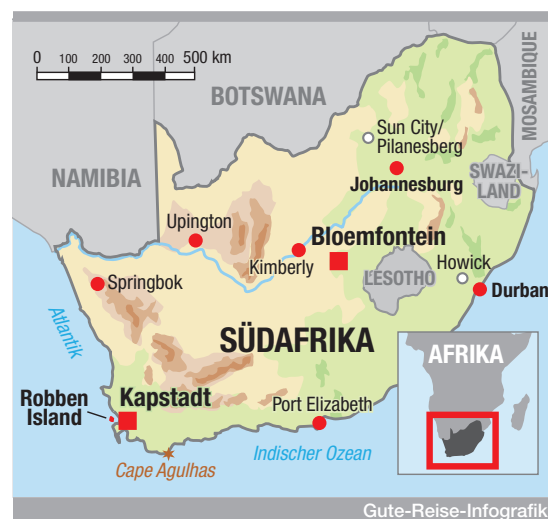 0 100 200 300 400 500 km
BOTSWANA
MOSAMBIQUE
Sun City/
Pilanesberg
SWAZI-
LAND
NAMIBIA
Johannesburg
Upington
Bloemfontein
Kimberly
Howick
LESOTHO
Springbok
Durban
Atlantik
SÜDAFRIKA
AFRIKA
Robben
Island
Kapstadt
Port Elizabeth
Cape Agulhas
Indischer Ozean
Gute-Reise-Infografik